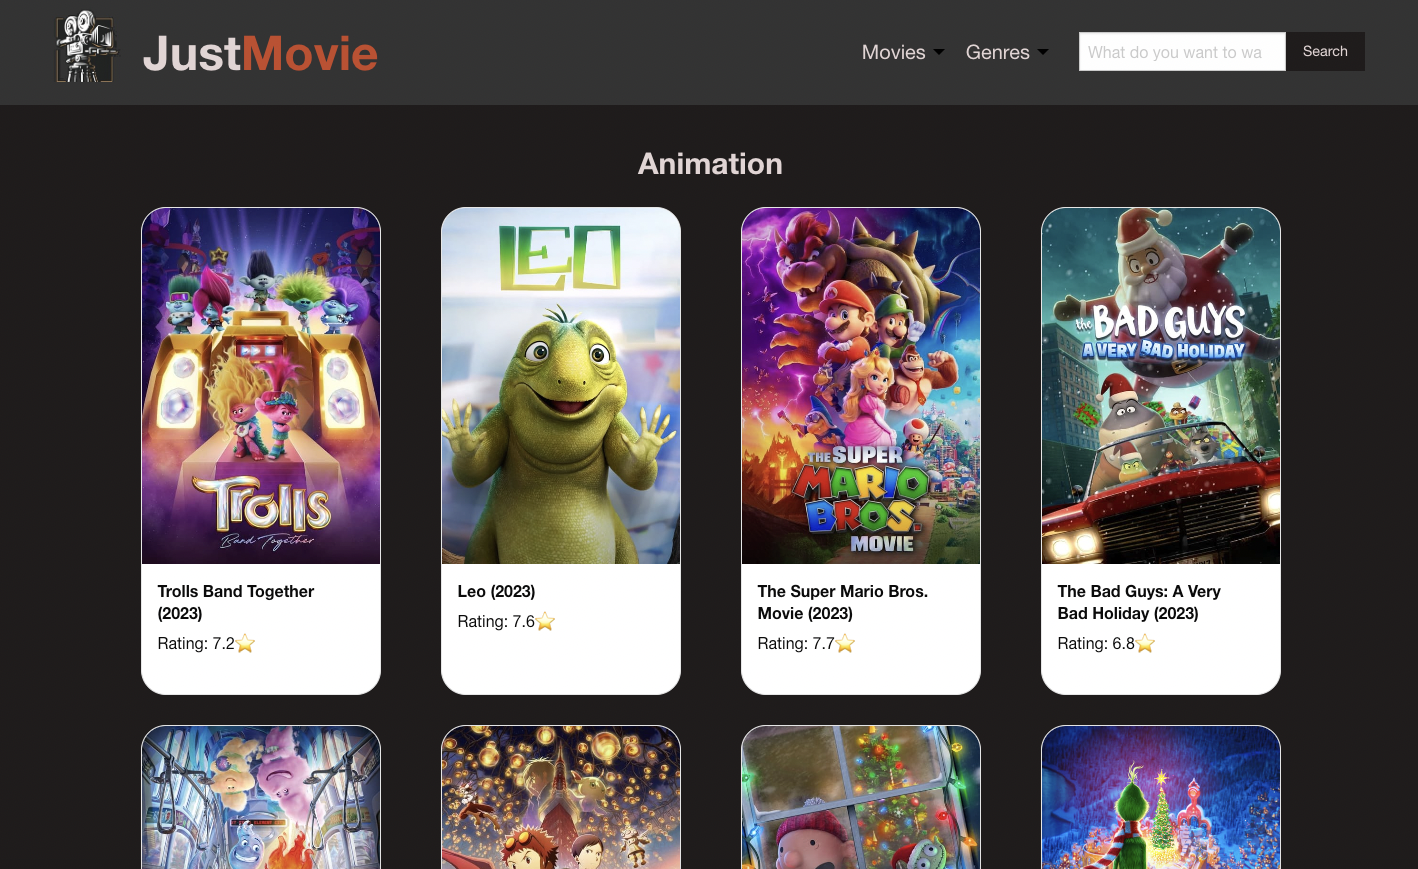 JustMovie
Movies
Genres
What do you want to wa
Search
Animation
Trolls
Band Together
LEO
THE SUPER
MARIO
BROS.
MOVIE
the BAD GUYS
A VERY BAD HOLIDAY
Trolls Band Together
(2023)
Rating: 7.2⭐
Leo (2023)
Rating: 7.6⭐
The Super Mario Bros.
Movie (2023)
Rating: 7.7⭐
The Bad Guys: A Very
Bad Holiday (2023)
Rating: 6.8⭐